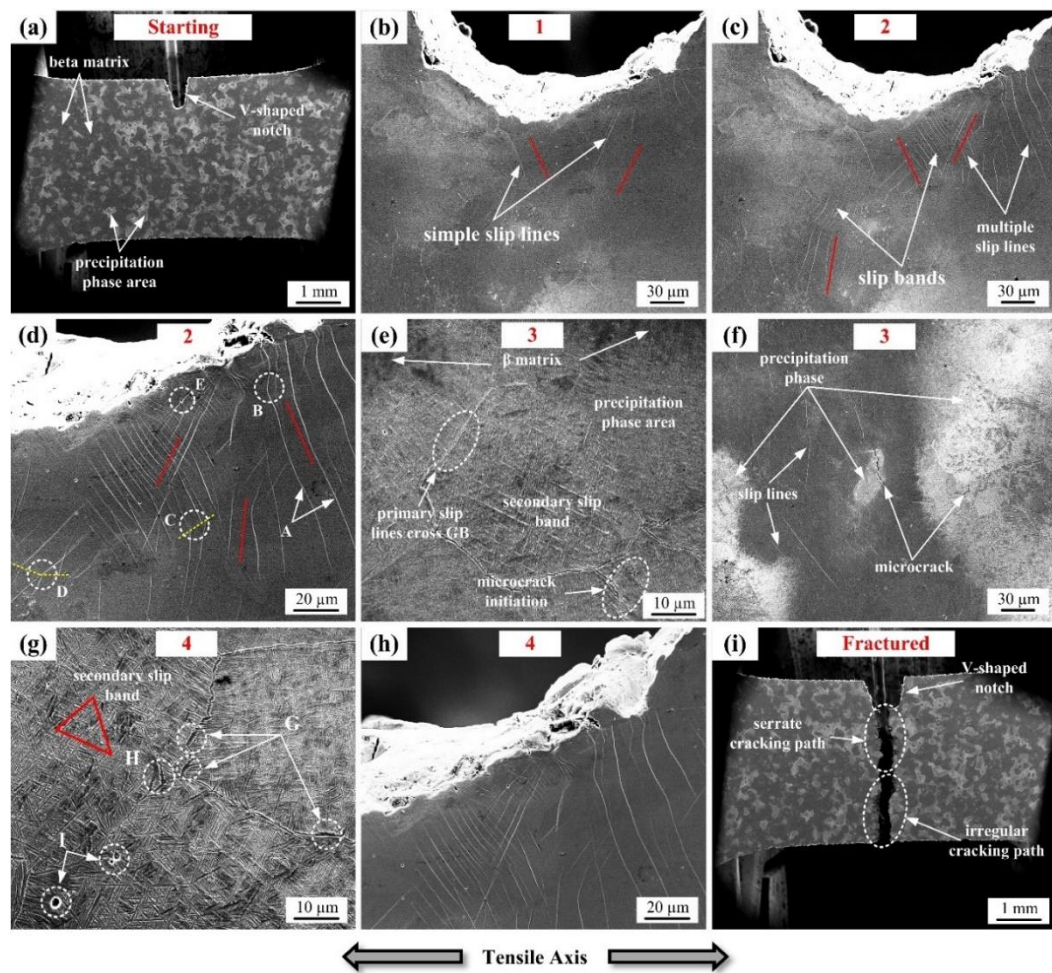 (a)
Starting
beta matrix
V-shaped
notch
precipitation
phase area
1 mm
(b)
1
simple slip lines
30 μm
(c)
2
multiple
slip lines
slip bands
30 μm
(d)
2
E
B
A
C
D
20 μm
(e)
3
β matrix
precipitation
phase area
primary slip
lines cross GB
secondary slip
band
microcrack
initiation
10 μm
(f)
3
precipitation
phase
slip lines
microcrack
30 μm
(g)
4
secondary slip
band
G
H
I
10 μm
(h)
4
20 μm
(i)
Fractured
V-shaped
notch
serrate
cracking path
irregular
cracking path
1 mm
Tensile Axis